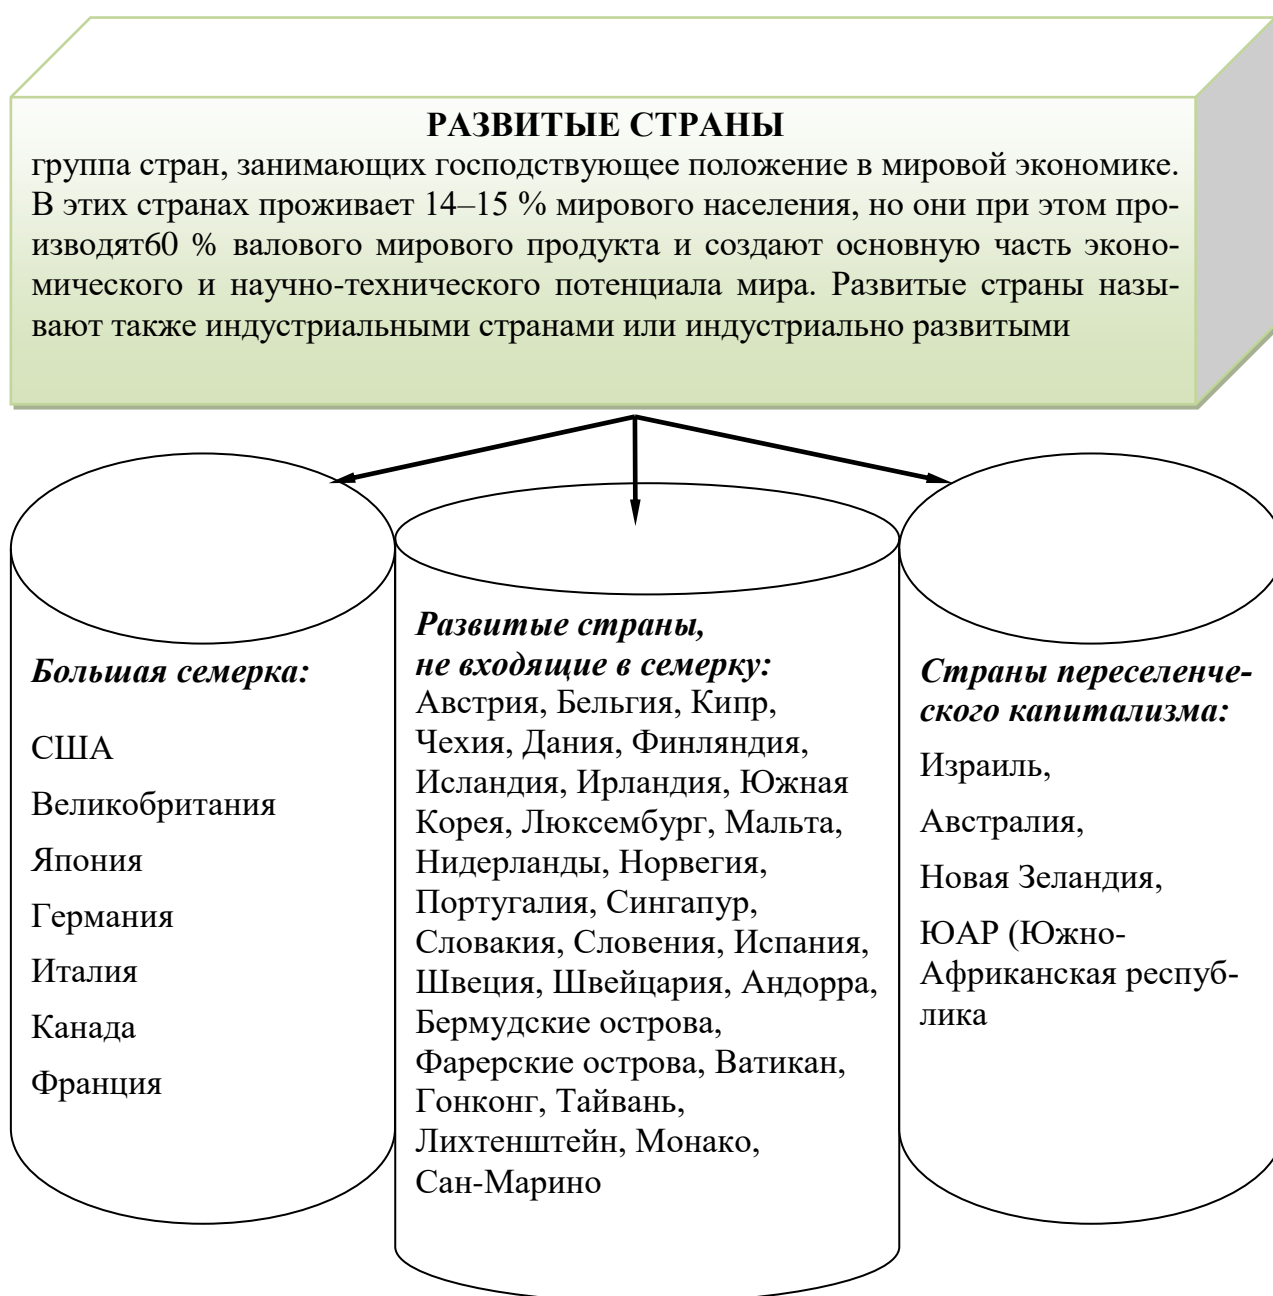 РАЗВИТЫЕ СТРАНЫ
группа стран, занимающих господствующее положение в мировой экономике.
В этих странах проживает 14–15 % мирового населения, но они при этом про-
изводят60 % валового мирового продукта и создают основную часть эконо-
мического и научно-технического потенциала мира. Развитые страны назы-
вают также индустриальными странами или индустриально развитыми
Большая семерка:
США
Великобритания
Япония
Германия
Италия
Канада
Франция
Развитые страны,
не входящие в семерку:
Австрия, Бельгия, Кипр,
Чехия, Дания, Финляндия,
Исландия, Ирландия, Южная
Корея, Люксембург, Мальта,
Нидерланды, Норвегия,
Португалия, Сингапур,
Словакия, Словения, Испания,
Швеция, Швейцария, Андорра,
Бермудские острова,
Фарерские острова, Ватикан,
Гонконг, Тайвань,
Лихтенштейн, Монако,
Сан-Марино
Страны переселенче-
ского капитализма:
Израиль,
Австралия,
Новая Зеландия,
ЮАР (Южно-
Африканская респуб-
лика